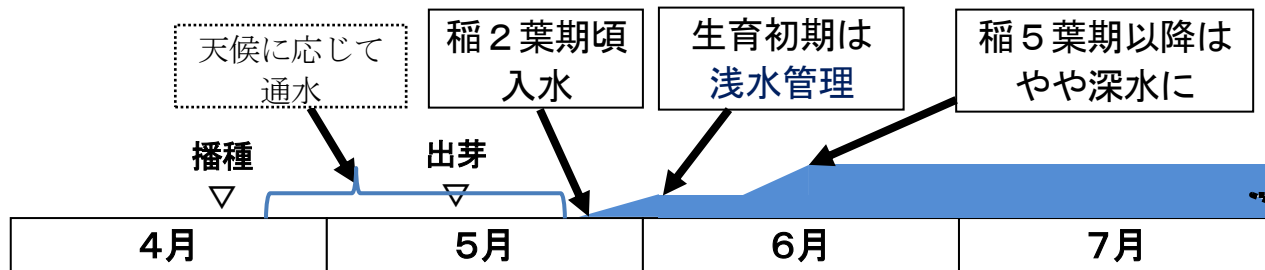 天候に応じて
通水
稲２葉期頃
入水
生育初期は
浅水管理
稲５葉期以降は
やや深水に
播種
出芽
４月
５月
６月
７月